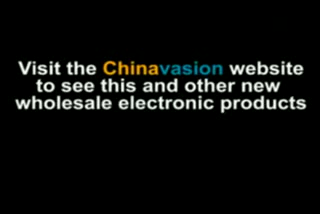 Visit the Chinavasion website
to see this and other new
wholesale electronic products